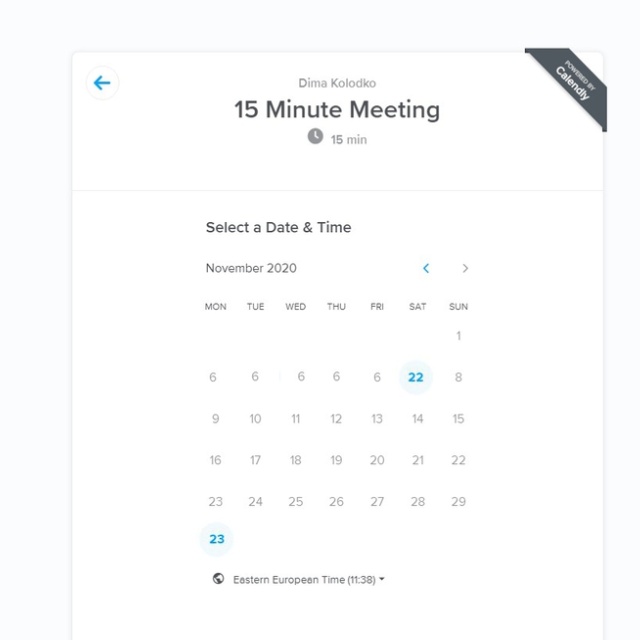 POWERED BY
Calendly
Dima Kolodko
15 Minute Meeting
15 min
Select a Date & Time
November 2020
MON TUE WED THU FRI SAT SUN
1
6 6 6 6 6 22 8
9 10 11 12 13 14 15
16 17 18 19 20 21 22
23 24 25 26 27 28 29
23
Eastern European Time (11:38)